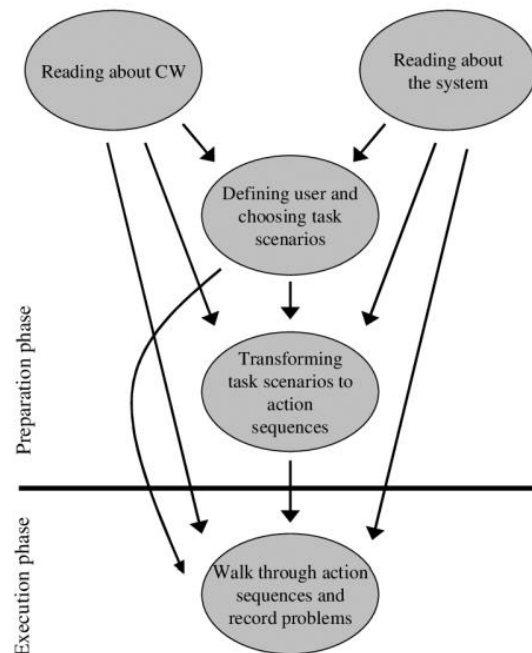 Reading about CW
Reading about
the system
Defining user and
choosing task
scenarios
Transforming
task scenarios to
action
sequences
Preparation phase
Walk through action
sequences and
record problems
Execution phase